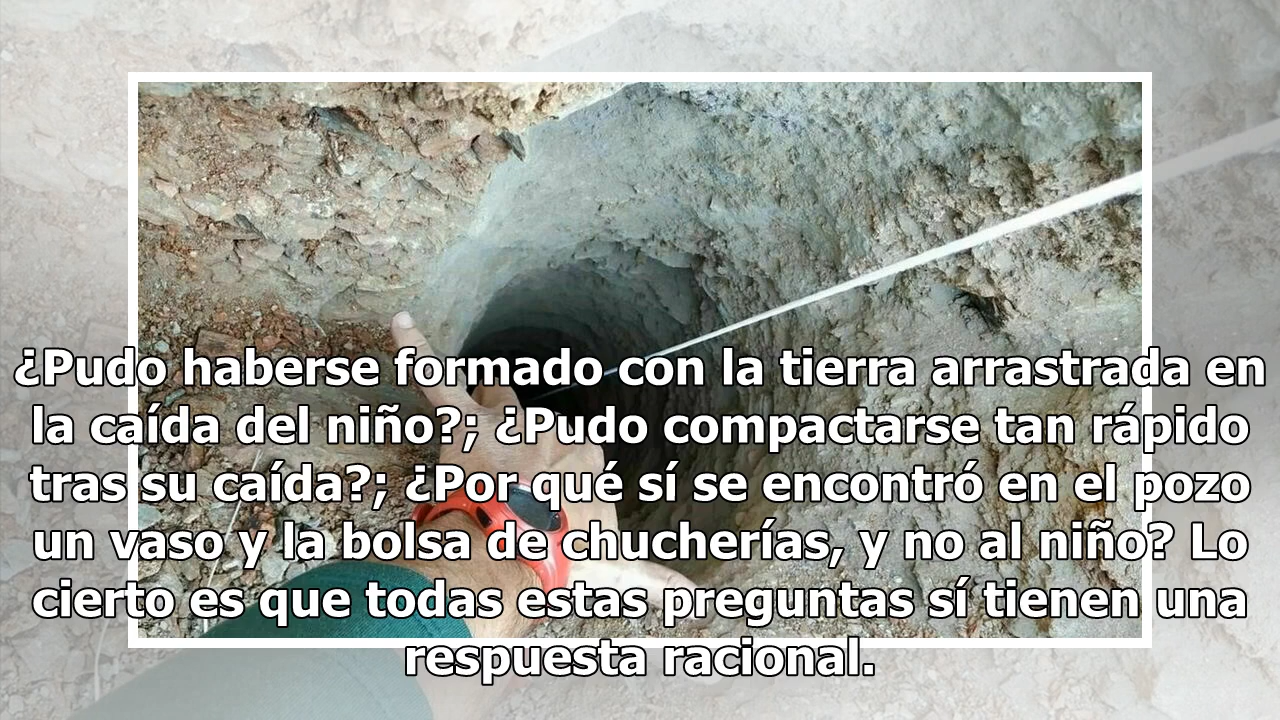 ¿Pudo haberse formado con la tierra arrastrada en
la caída del niño?; ¿Pudo compactarse tan rápido
tras su caída?; ¿Por qué sí se encontró en el pozo
un vaso y la bolsa de chucherías, y no al niño? Lo
cierto es que todas estas preguntas sí tienen una
respuesta racional.